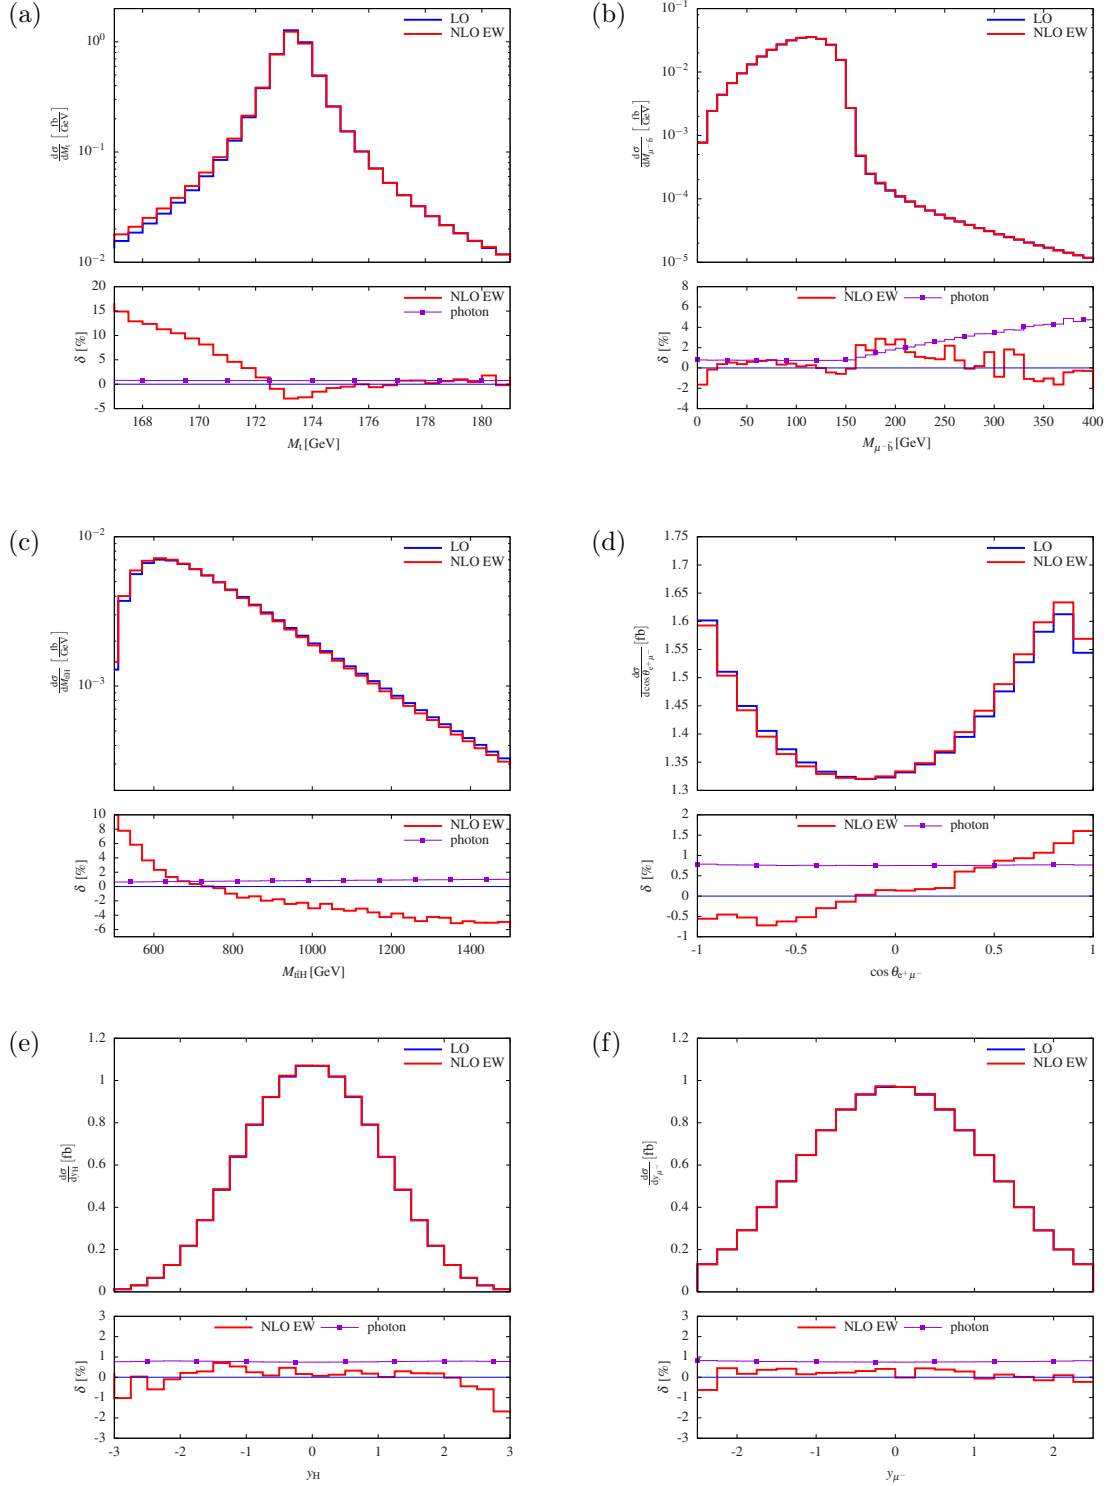 (a)
LO
NLO EW
10^0
10^−1
10^−2
dσ/dM_t [fb/GeV]
NLO EW
photon
20
15
10
5
0
-5
δ [%]
168 170 172 174 176 178 180
M_t [GeV]
(b)
LO
NLO EW
10^−1
10^−2
10^−3
10^−4
10^−5
dσ/dM_μ−b̄ [fb/GeV]
NLO EW photon
8
6
4
2
0
-2
-4
δ [%]
0 50 100 150 200 250 300 350 400
M_μ−b̄ [GeV]
(c)
LO
NLO EW
10^−2
10^−3
dσ/dM_tt̄H [fb/GeV]
NLO EW
photon
10
8
6
4
2
0
-2
-4
-6
δ [%]
600 800 1000 1200 1400
M_tt̄H [GeV]
(d)
LO
NLO EW
1.75
1.7
1.65
1.6
1.55
1.5
1.45
1.4
1.35
1.3
dσ/dcos θ_e+μ− [fb]
NLO EW photon
2
1.5
1
0.5
0
-0.5
-1
δ [%]
-1 -0.5 0 0.5 1
cos θ_e+μ−
(e)
LO
NLO EW
1.2
1
0.8
0.6
0.4
0.2
0
dσ/dy_H [fb]
NLO EW photon
3
2
1
0
-1
-2
-3
δ [%]
-3 -2 -1 0 1 2 3
y_H
(f)
LO
NLO EW
1.2
1
0.8
0.6
0.4
0.2
0
dσ/dy_μ− [fb]
NLO EW photon
3
2
1
0
-1
-2
-3
δ [%]
-2 -1 0 1 2
y_μ−